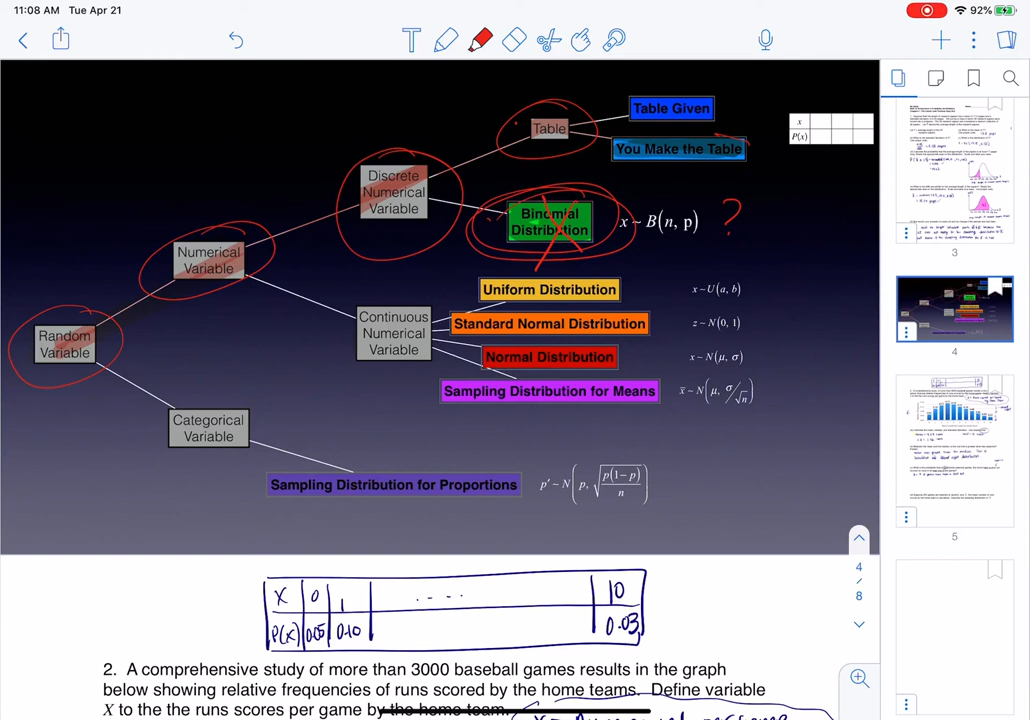 11:08 AM Tue Apr 21
92%
Table Given
Table
You Make the Table
x
P(x)
Discrete
Numerical
Variable
Binomial
Distribution
x ~ B(n, p)
?
Numerical
Variable
Uniform Distribution
x ~ U(a, b)
Continuous
Numerical
Variable
Standard Normal Distribution
z ~ N(0, 1)
Random
Variable
Normal Distribution
x ~ N(μ, σ)
Sampling Distribution for Means
x̄ ~ N(μ, σ/√n)
Categorical
Variable
Sampling Distribution for Proportions
p′ ~ N(p, √(p(1−p)/n))
X 0 1 ···· 10
P(X) 0.05 0.10 0.03
2. A comprehensive study of more than 3000 baseball games results in the graph
below showing relative frequencies of runs scored by the home teams. Define variable
X to the the runs scores per game by the home team.
3
4
5
4
/
8